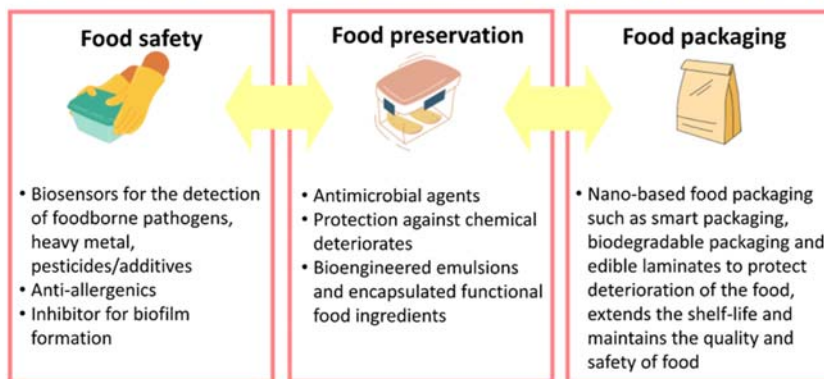 Food safety
• Biosensors for the detection
of foodborne pathogens,
heavy metal,
pesticides/additives
• Anti-allergenics
• Inhibitor for biofilm
formation
Food preservation
• Antimicrobial agents
• Protection against chemical
deteriorates
• Bioengineered emulsions
and encapsulated functional
food ingredients
Food packaging
• Nano-based food packaging
such as smart packaging,
biodegradable packaging and
edible laminates to protect
deterioration of the food,
extends the shelf-life and
maintains the quality and
safety of food